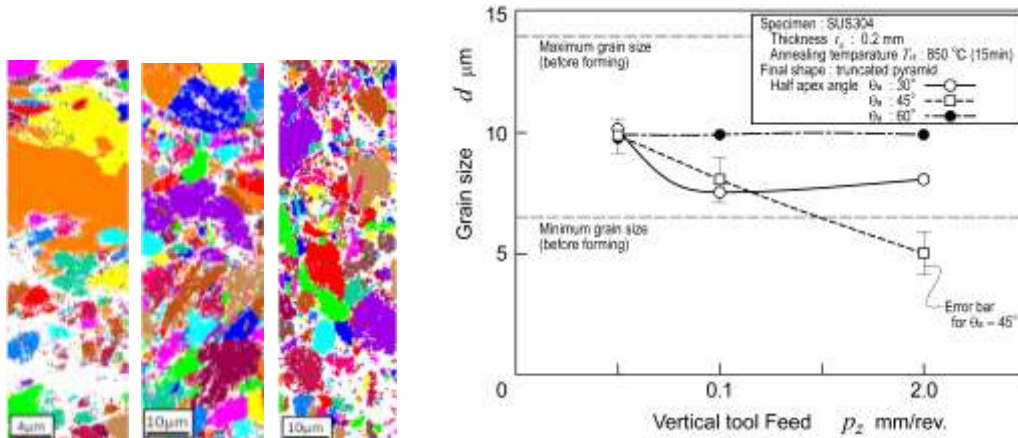 4μm
10μm
10μm
15
10
5
0
0.1
2.0
Grain size d μm
Vertical tool Feed p_z mm/rev.
Maximum grain size
(before forming)
Minimum grain size
(before forming)
Specimen : SUS304
Thickness t₀ : 0.2 mm
Annealing temparature Tₐ : 850 °C (15min)
Final shape : truncated pyramid
Half apex angle θₐ : 30°
θₐ : 45°
θₐ : 60°
Error bar
for θₐ – 45°